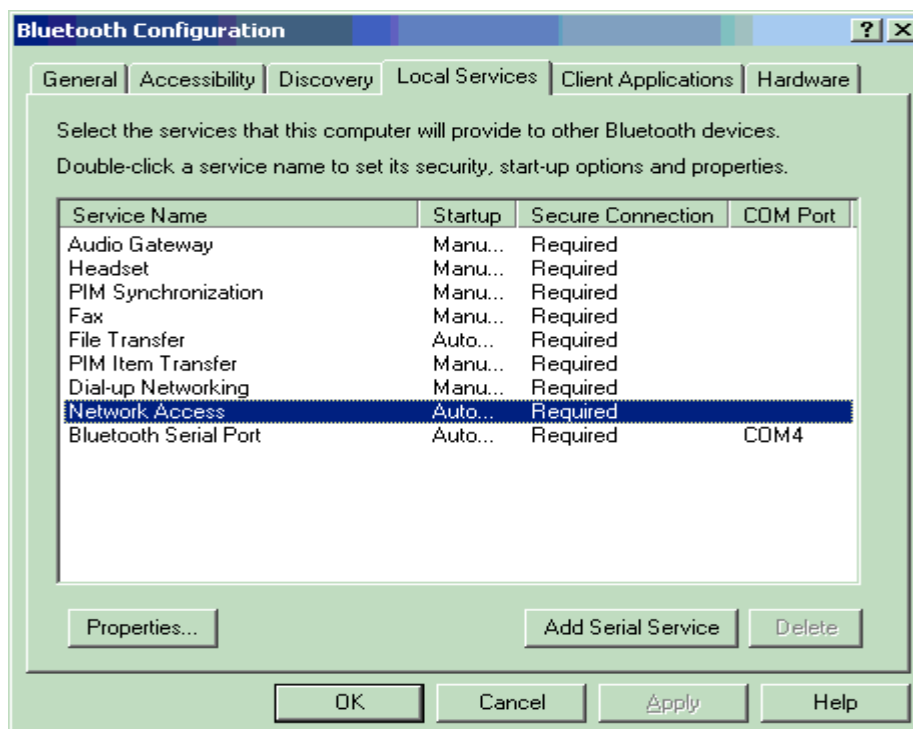 Bluetooth Configuration
General Accessibility Discovery Local Services Client Applications Hardware
Select the services that this computer will provide to other Bluetooth devices.
Double-click a service name to set its security, start-up options and properties.
Service Name Startup Secure Connection COM Port
Audio Gateway Manu... Required
Headset Manu... Required
PIM Synchronization Manu... Required
Fax Manu... Required
File Transfer Auto... Required
PIM Item Transfer Manu... Required
Dial-up Networking Manu... Required
Network Access Auto... Required
Bluetooth Serial Port Auto... Required COM4
Properties... Add Serial Service Delete
OK Cancel Apply Help